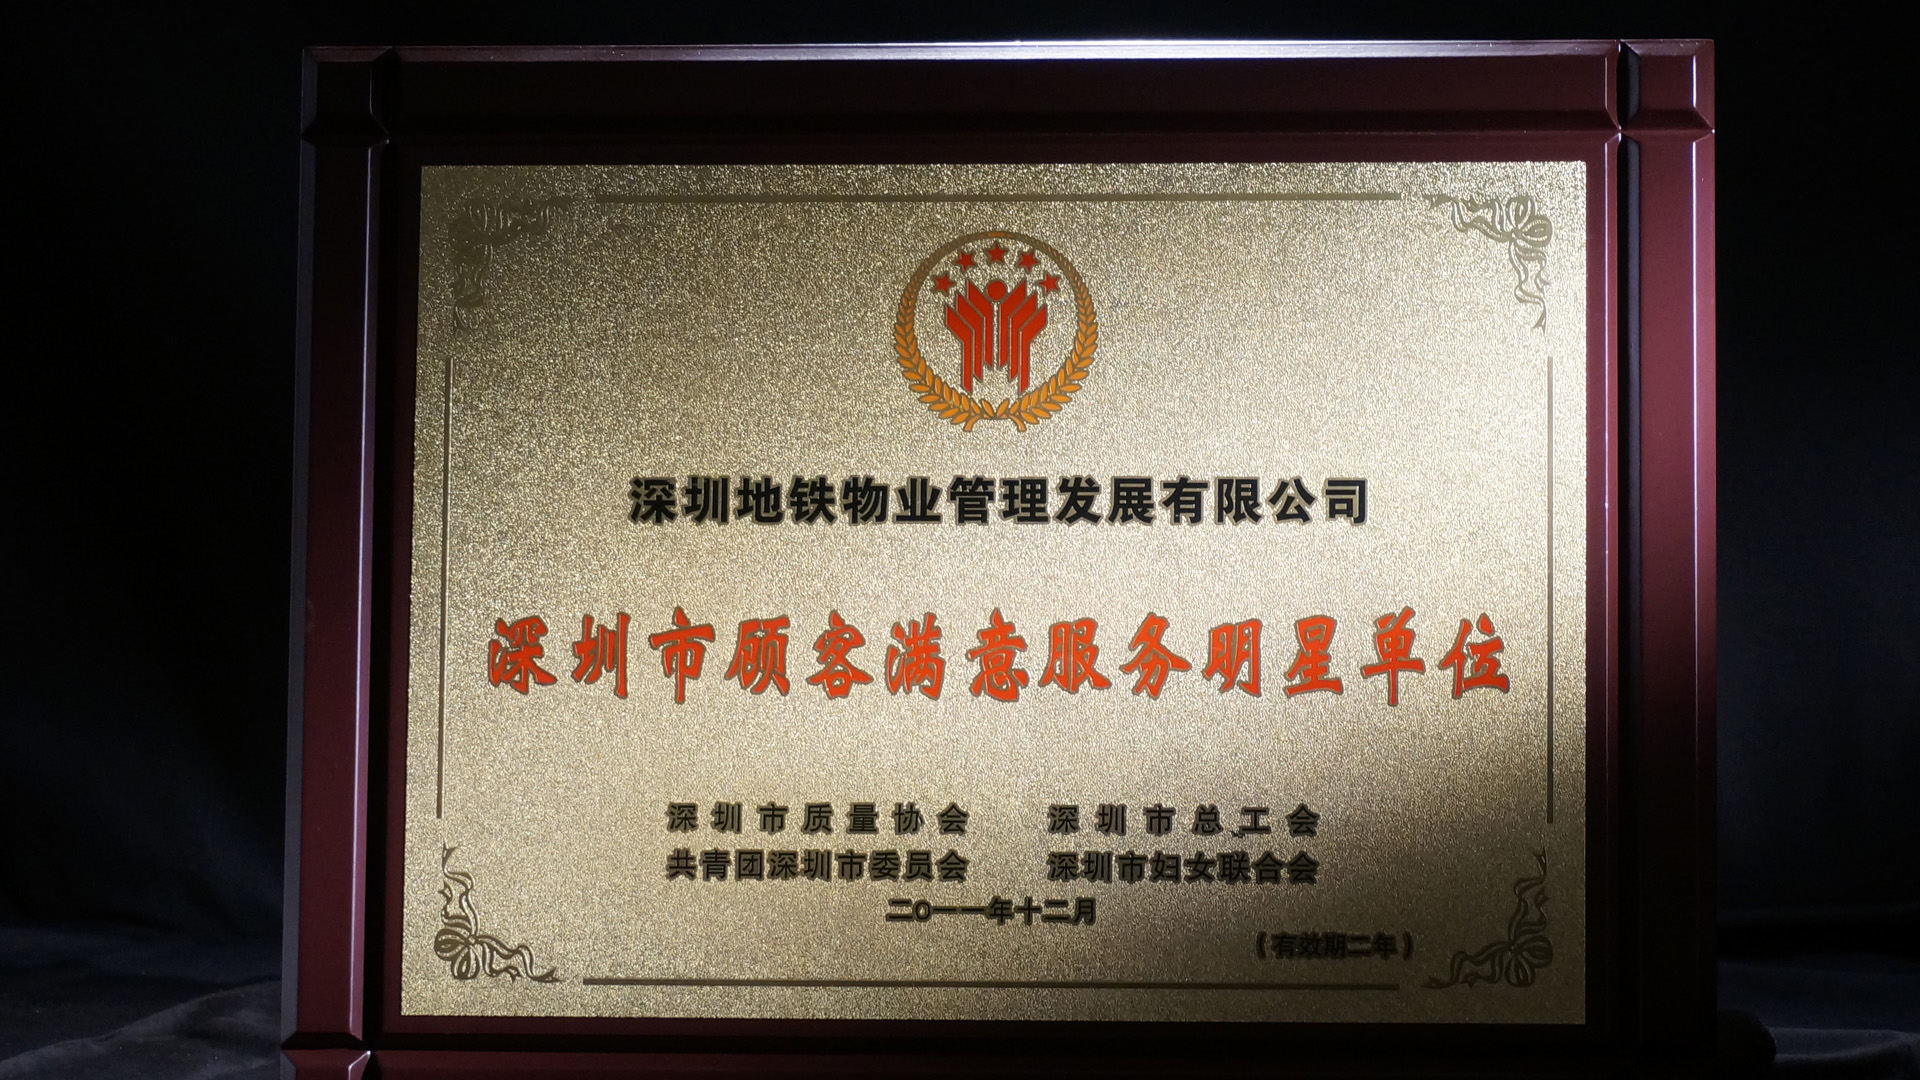 深圳地铁物业管理发展有限公司
深圳市顾客满意服务明星单位
深圳市质量协会 深圳市总工会
共青团深圳市委员会 深圳市妇女联合会
二〇一一年十二月
（有效期二年）